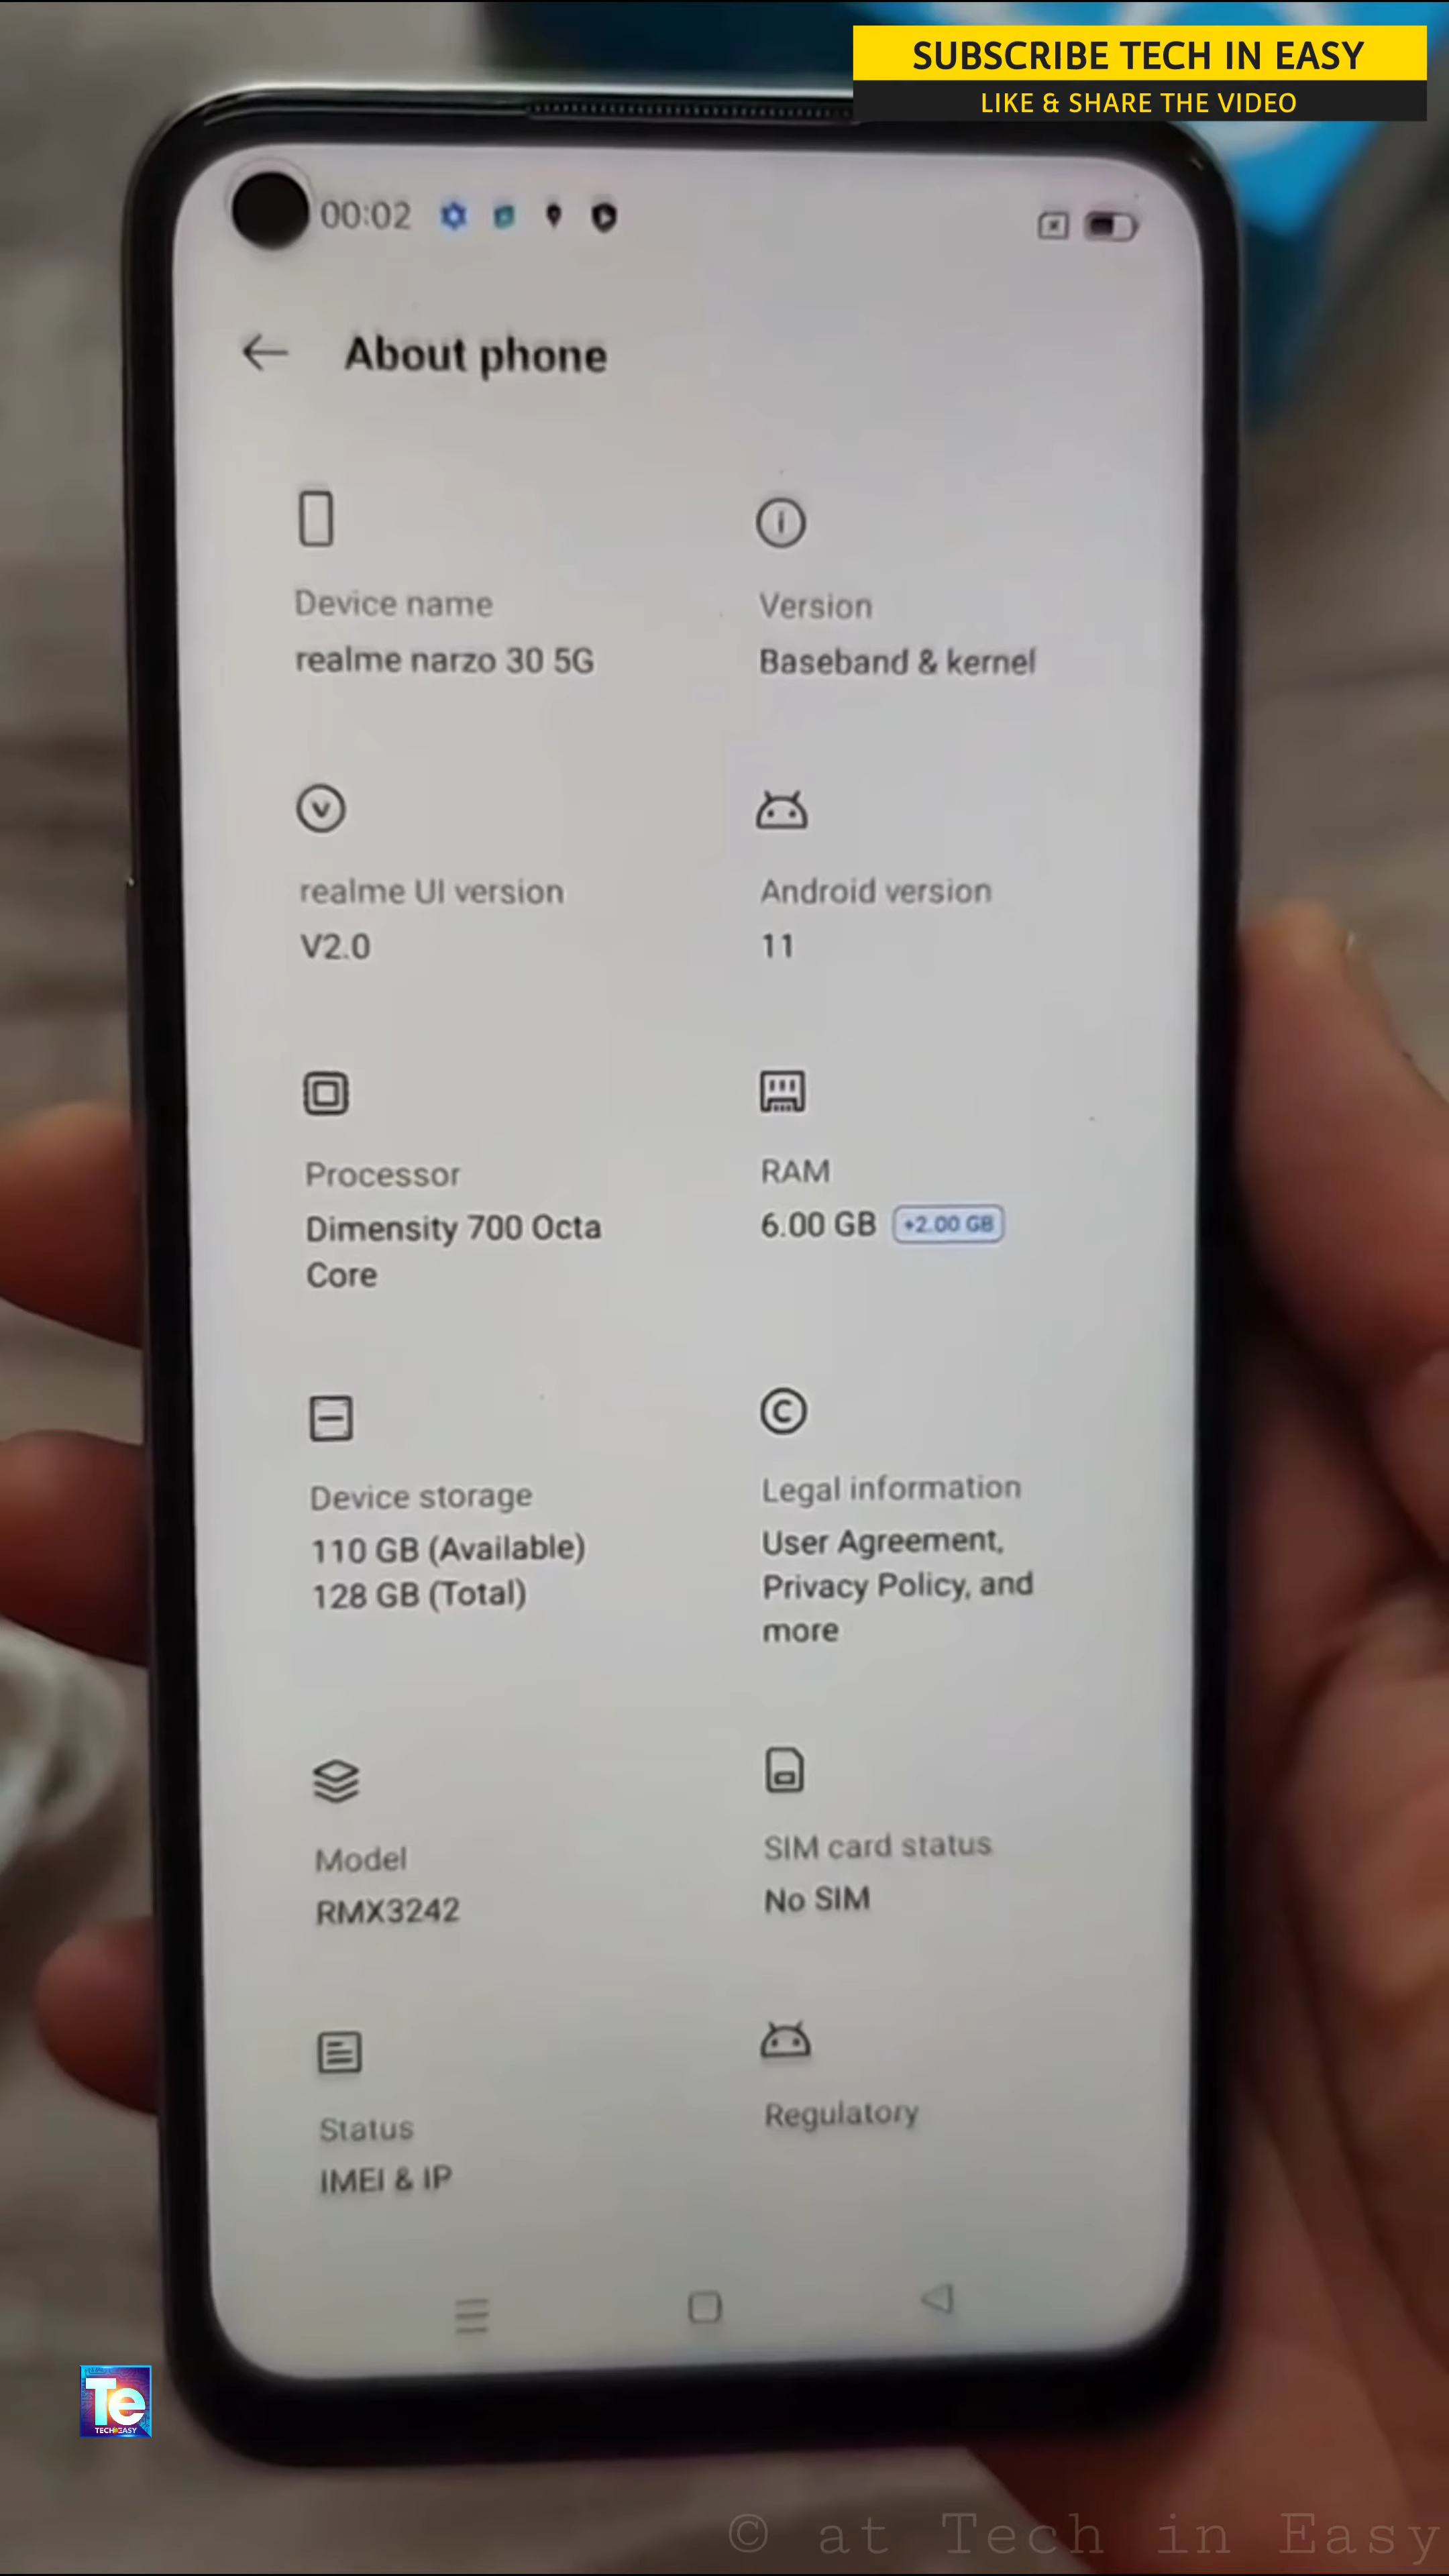 SUBSCRIBE TECH IN EASY
LIKE & SHARE THE VIDEO
00:02
About phone
Device name
realme narzo 30 5G
Version
Baseband & kernel
realme UI version
V2.0
Android version
11
Processor
Dimensity 700 Octa
Core
RAM
6.00 GB +2.00 GB
Device storage
110 GB (Available)
128 GB (Total)
Legal information
User Agreement,
Privacy Policy, and
more
Model
RMX3242
SIM card status
No SIM
Status
IMEI & IP
Regulatory
Te
TECH EASY
© at Tech in Easy